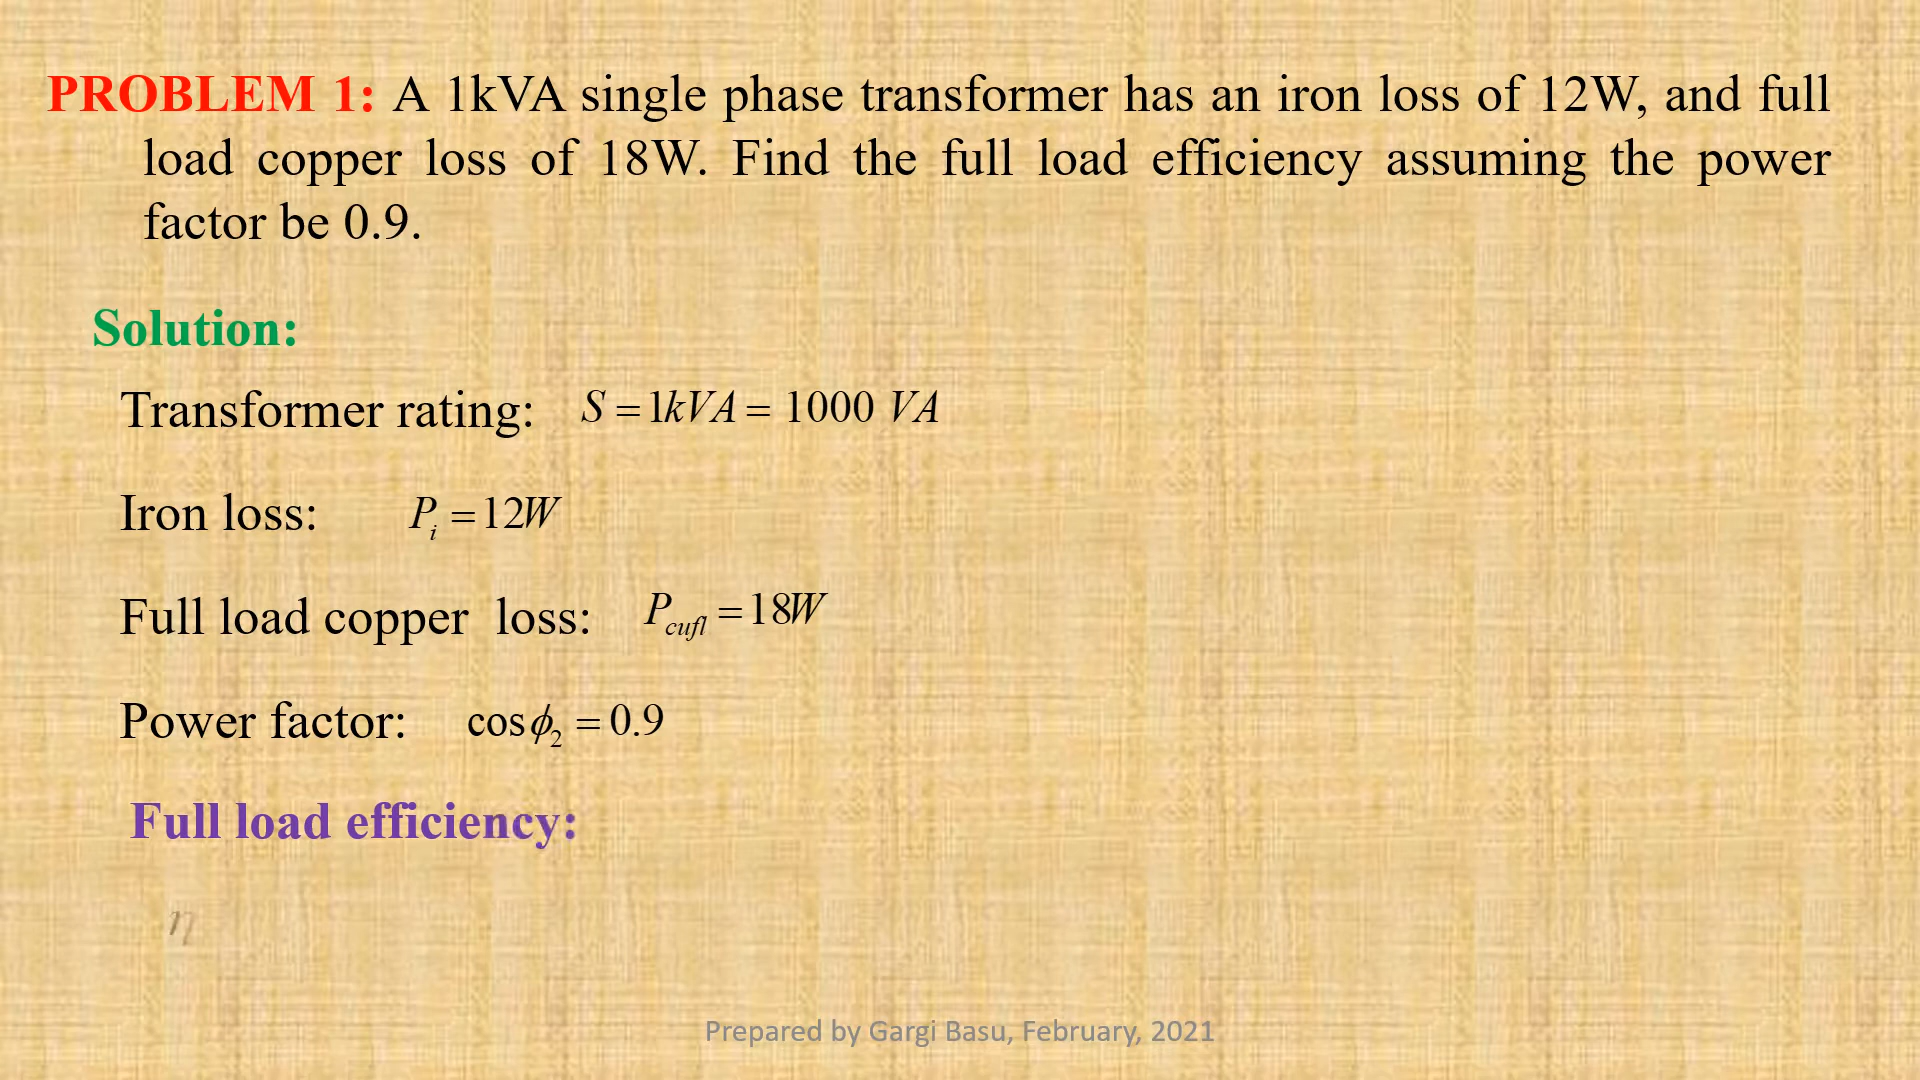 PROBLEM 1: A 1kVA single phase transformer has an iron loss of 12W, and full
load copper loss of 18W. Find the full load efficiency assuming the power
factor be 0.9.
Solution:
Transformer rating: S = 1kVA = 1000 VA
Iron loss: P_i = 12W
Full load copper loss: P_cufl = 18W
Power factor: cosϕ_2 = 0.9
Full load efficiency:
η
Prepared by Gargi Basu, February, 2021